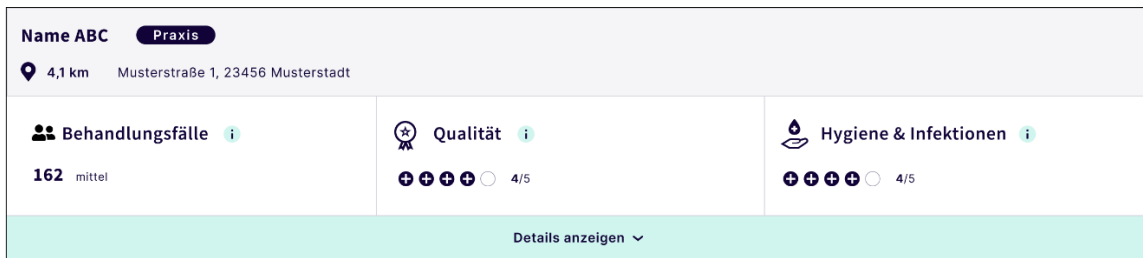 Name ABC Praxis
4,1 km Musterstraße 1, 23456 Musterstadt
Behandlungsfälle i
162 mittel
Qualität i
4/5
Hygiene & Infektionen i
4/5
Details anzeigen